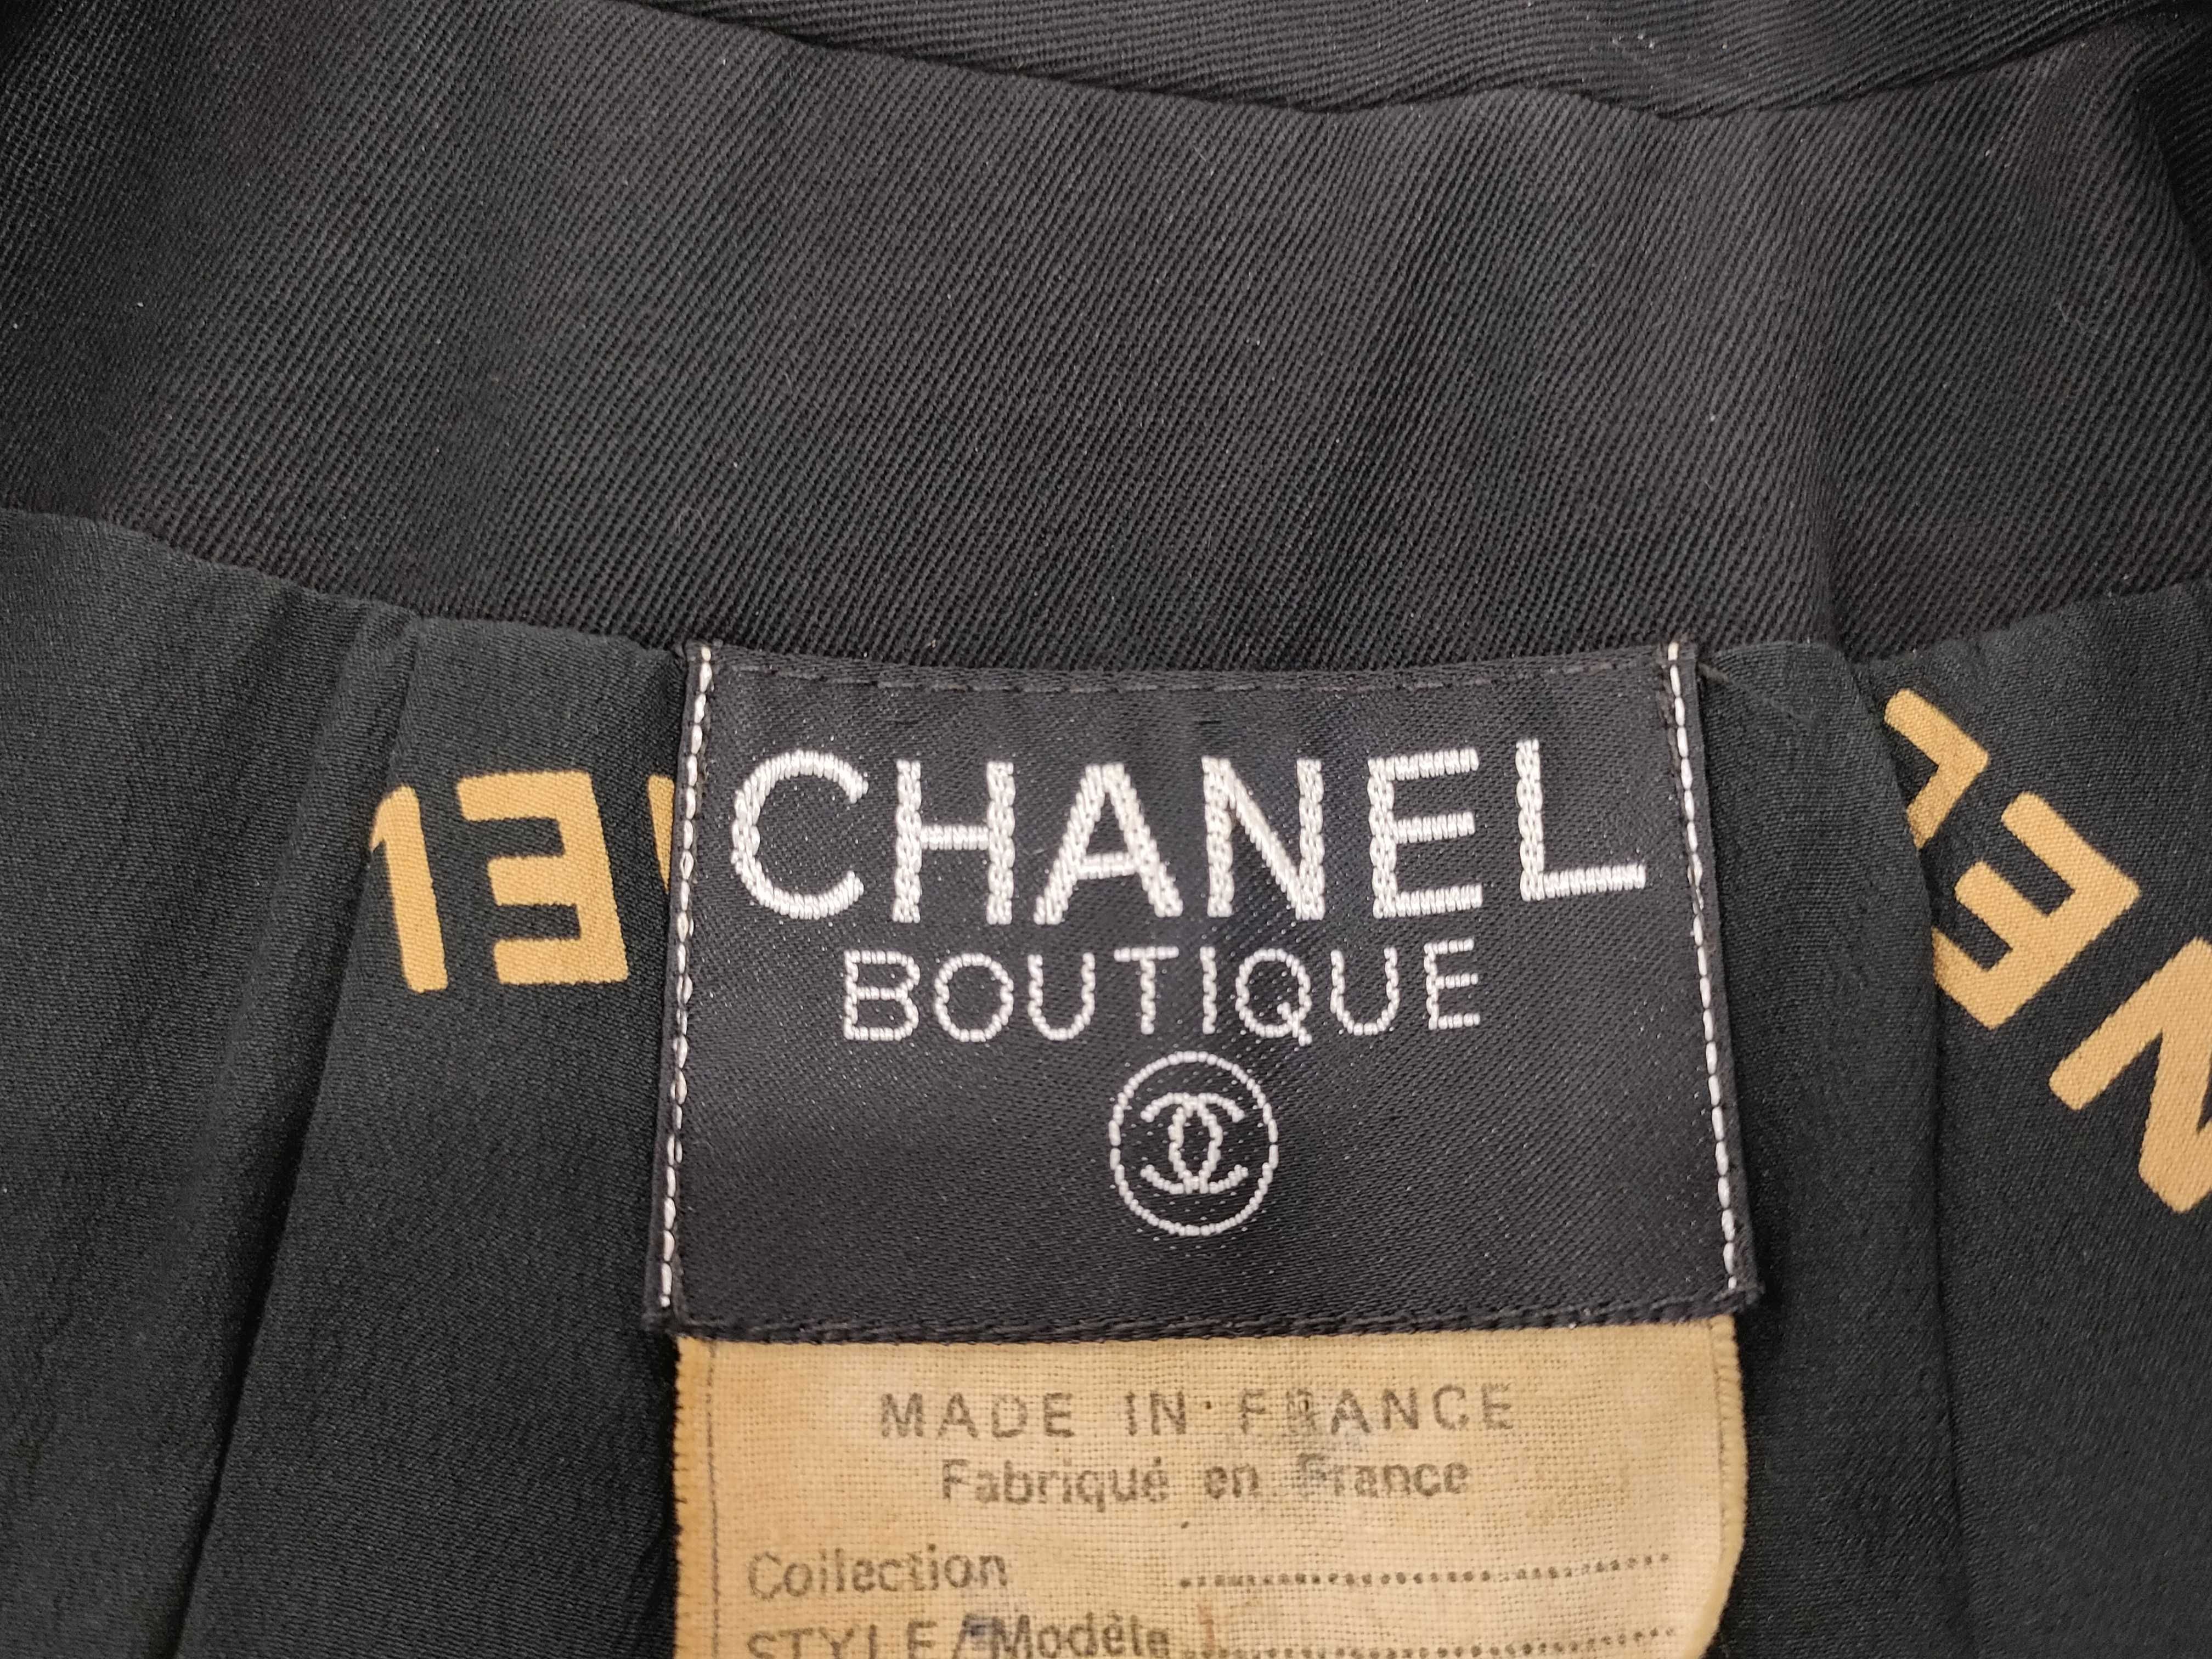 CHANEL
BOUTIQUE
MADE IN FRANCE
Fabriqué en France
Collection
STYLE / Modèle